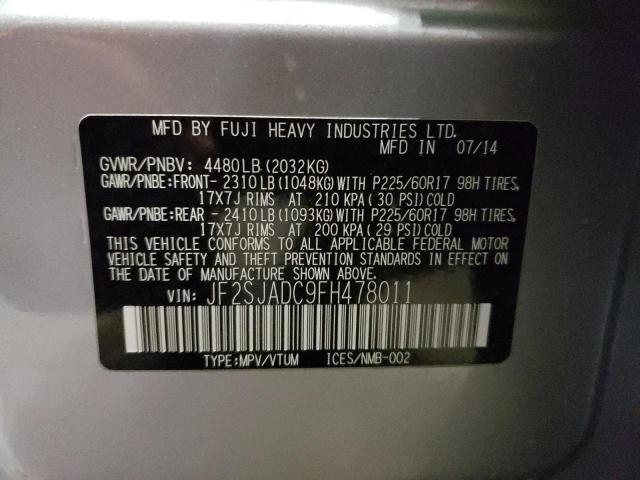 MFD BY FUJI HEAVY INDUSTRIES LTD.
MFD IN 07/14
GVWR/PNBV: 4480LB(2032KG)
GAWR/PNBE:FRONT- 2310LB(1048KG)WITH P225/60R17 98H TIRES,
17X7J RIMS AT 210 KPA( 30 PSI)COLD
GAWR/PNBE:REAR - 2410LB(1093KG)WITH P225/60R17 98H TIRES,
17X7J RIMS AT 200 KPA( 29 PSI)COLD
THIS VEHICLE CONFORMS TO ALL APPLICABLE FEDERAL MOTOR
VEHICLE SAFETY AND THEFT PREVENTION STANDARDS IN EFFECT
ON THE DATE OF MANUFACTURE SHOWN ABOVE.
VIN: JF2SJADC9FH478011
TYPE:MPV/VTUM ICES/NMB-002